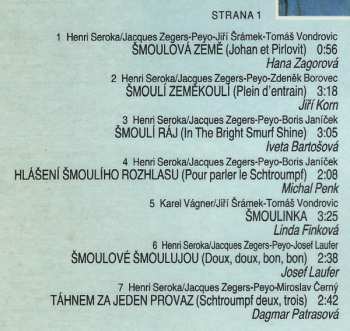 STRANA 1
1 Henri Seroka/Jacques Zegers-Peyo-Jiří Šrámek-Tomáš Vondrovic
ŠMOULOVÁ ZEMĚ (Johan et Pirlovit) 0:56
Hana Zagorová
2 Henri Seroka/Jacques Zegers-Peyo-Zdeněk Borovec
ŠMOULÍ ZEMĚKOULÍ (Plein d'entrain) 3:18
Jiří Korn
3 Henri Seroka/Jacques Zegers-Peyo-Boris Janíček
ŠMOULÍ RÁJ (In The Bright Smurf Shine) 3:05
Iveta Bartošová
4 Henri Seroka/Jacques Zegers-Peyo-Boris Janíček
HLÁŠENÍ ŠMOULÍHO ROZHLASU (Pour parler le Schtroumpf) 2:08
Michal Penk
5 Karel Vágner/Jiří Šrámek-Tomáš Vondrovic
ŠMOULINKA 3:25
Linda Finková
6 Henri Seroka/Jacques Zegers-Peyo-Josef Laufer
ŠMOULOVÉ ŠMOULUJOU (Doux, doux, bon, bon) 2:38
Josef Laufer
7 Henri Seroka/Jacques Zegers-Peyo-Miroslav Černý
TÁHNEM ZA JEDEN PROVAZ (Schtroumpf deux, trois) 2:42
Dagmar Patrasová